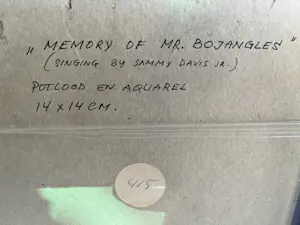 „ MEMORY OF MR. BOJANGLES "
( SINGING BY SAMMY DAVIS JR. )
POTLOOD EN AQUAREL
14 x 14 CM.
415